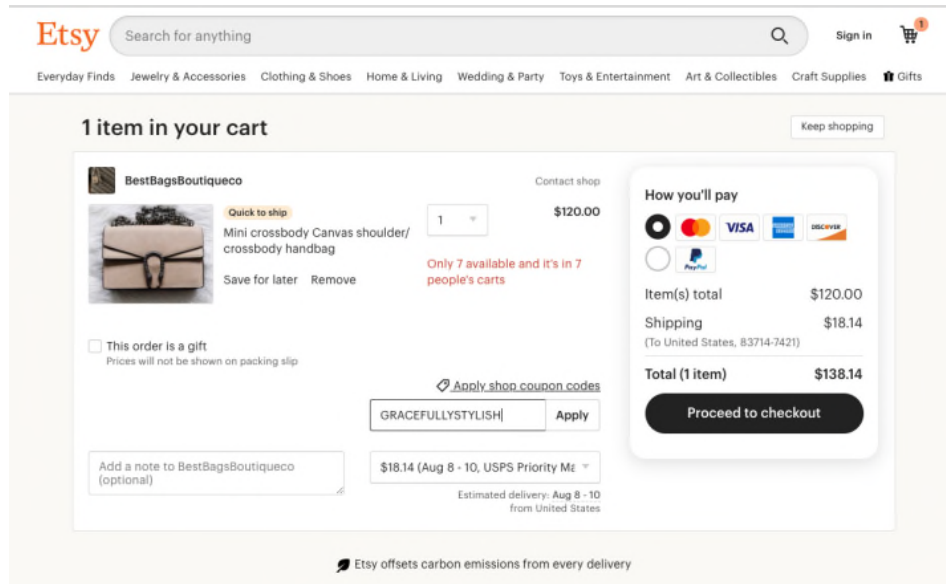 Etsy
Search for anything
Sign in
1
Everyday Finds Jewelry & Accessories Clothing & Shoes Home & Living Wedding & Party Toys & Entertainment Art & Collectibles Craft Supplies Gifts
1 item in your cart
Keep shopping
BestBagsBoutiqueco
Contact shop
Quick to ship
Mini crossbody Canvas shoulder/
crossbody handbag
Save for later Remove
1
$120.00
Only 7 available and it's in 7
people's carts
This order is a gift
Prices will not be shown on packing slip
Apply shop coupon codes
GRACEFULLYSTYLISH
Apply
Add a note to BestBagsBoutiqueco
(optional)
$18.14 (Aug 8 - 10, USPS Priority Ma
Estimated delivery: Aug 8 - 10
from United States
How you'll pay
VISA
DISCOVER
PayPal
Item(s) total $120.00
Shipping $18.14
(To United States, 83714-7421)
Total (1 item) $138.14
Proceed to checkout
Etsy offsets carbon emissions from every delivery